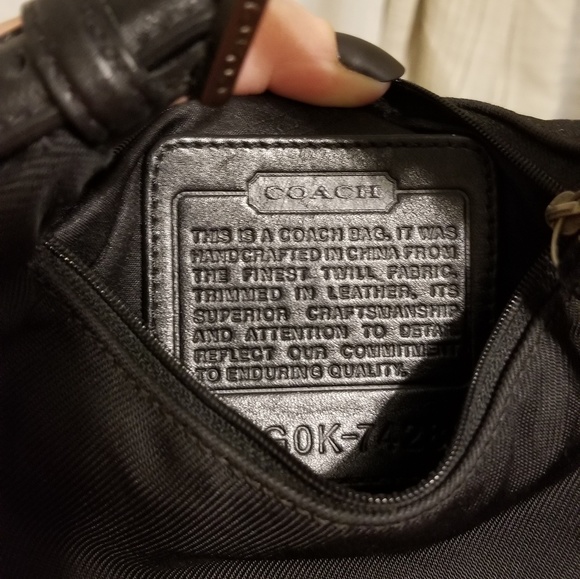 COACH
THIS IS A COACH BAG. IT WAS
HANDCRAFTED IN CHINA FROM
THE FINEST TWILL FABRIC,
TRIMMED IN LEATHER. ITS
SUPERIOR CRAFTSMANSHIP
AND ATTENTION TO DETAIL
REFLECT OUR COMMITMENT
TO ENDURING QUALITY.